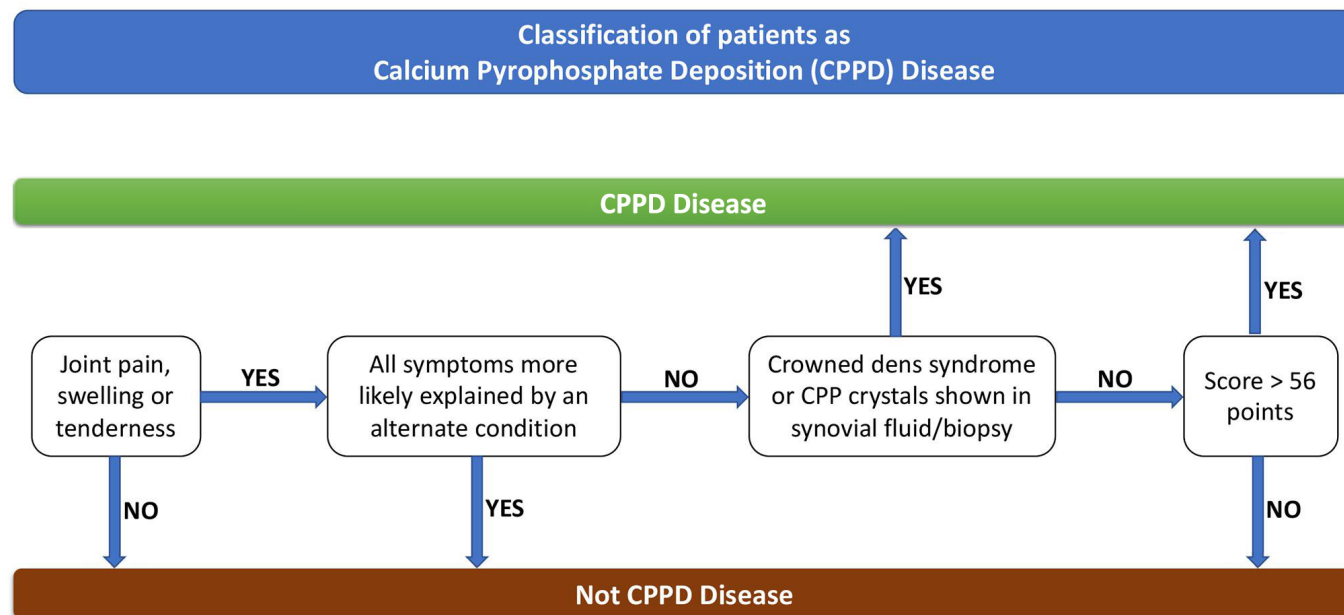 Classification of patients as
Calcium Pyrophosphate Deposition (CPPD) Disease
CPPD Disease
YES
YES
Joint pain,
swelling or
tenderness
YES
All symptoms more
likely explained by an
alternate condition
NO
Crowned dens syndrome
or CPP crystals shown in
synovial fluid/biopsy
NO
Score > 56
points
NO
YES
NO
Not CPPD Disease